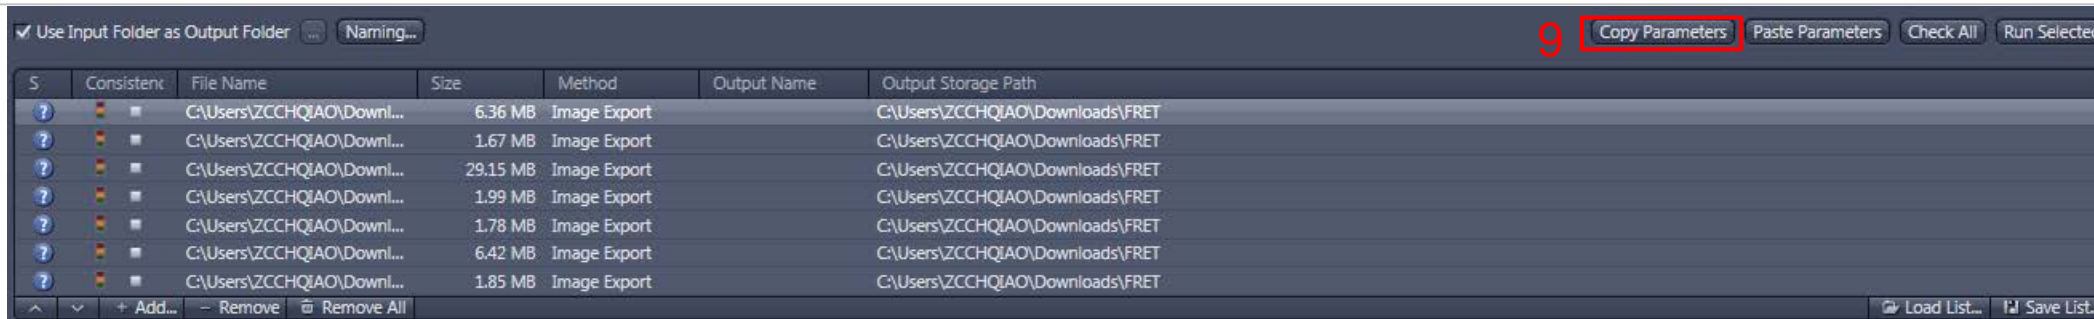 Use Input Folder as Output Folder ... Naming... 9 Copy Parameters Paste Parameters Check All Run Selected
S Consistenc File Name Size Method Output Name Output Storage Path
? C:\Users\ZCCHQIAO\Downl... 6.36 MB Image Export C:\Users\ZCCHQIAO\Downloads\FRET
? C:\Users\ZCCHQIAO\Downl... 1.67 MB Image Export C:\Users\ZCCHQIAO\Downloads\FRET
? C:\Users\ZCCHQIAO\Downl... 29.15 MB Image Export C:\Users\ZCCHQIAO\Downloads\FRET
? C:\Users\ZCCHQIAO\Downl... 1.99 MB Image Export C:\Users\ZCCHQIAO\Downloads\FRET
? C:\Users\ZCCHQIAO\Downl... 1.78 MB Image Export C:\Users\ZCCHQIAO\Downloads\FRET
? C:\Users\ZCCHQIAO\Downl... 6.42 MB Image Export C:\Users\ZCCHQIAO\Downloads\FRET
? C:\Users\ZCCHQIAO\Downl... 1.85 MB Image Export C:\Users\ZCCHQIAO\Downloads\FRET
+ Add... − Remove Remove All Load List... Save List.